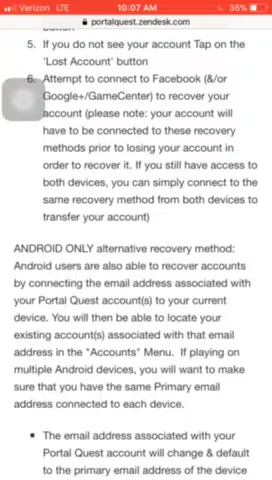 Verizon LTE 10:07 AM 36%
portalquest.zendesk.com
button
5. If you do not see your account Tap on the
'Lost Account' button
6. Attempt to connect to Facebook (&/or
Google+/GameCenter) to recover your
account (please note: your account will
have to be connected to these recovery
methods prior to losing your account in
order to recover it. If you still have access to
both devices, you can simply connect to the
same recovery method from both devices to
transfer your account)
ANDROID ONLY alternative recovery method:
Android users are also able to recover accounts
by connecting the email address associated with
your Portal Quest account(s) to your current
device. You will then be able to locate your
existing account(s) associated with that email
address in the "Accounts" Menu. If playing on
multiple Android devices, you will want to make
sure that you have the same Primary email
address connected to each device.
• The email address associated with your
Portal Quest account will change & default
to the primary email address of the device